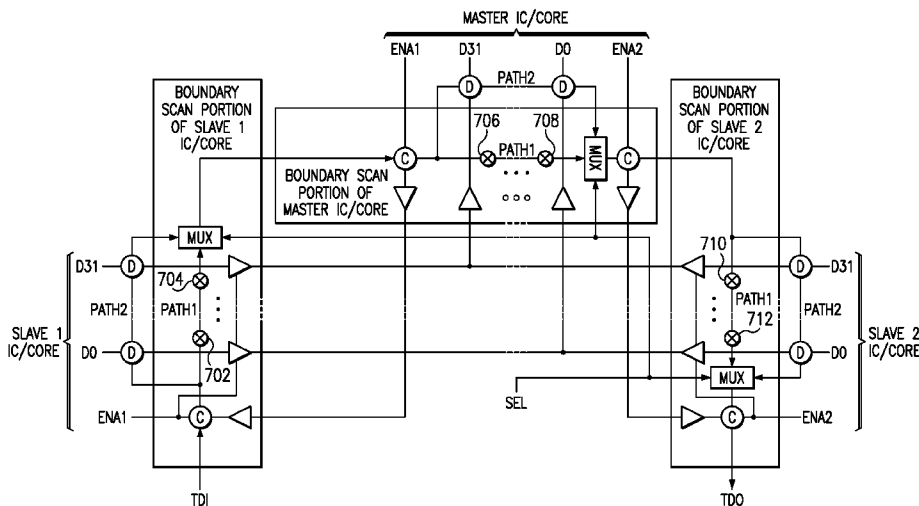 MASTER IC/CORE
ENA1
D31
D0
ENA2
D
PATH2
D
BOUNDARY
SCAN PORTION
OF SLAVE 1
IC/CORE
BOUNDARY
SCAN PORTION
OF SLAVE 2
IC/CORE
706
708
C
PATH1
MUX
C
BOUNDARY SCAN
PORTION OF
MASTER IC/CORE
MUX
710
D31
D
704
D
D31
SLAVE 1
IC/CORE
PATH2
PATH1
PATH1
PATH2
SLAVE 2
IC/CORE
712
D0
D
702
D
D0
MUX
SEL
ENA1
C
C
ENA2
TDI
TDO